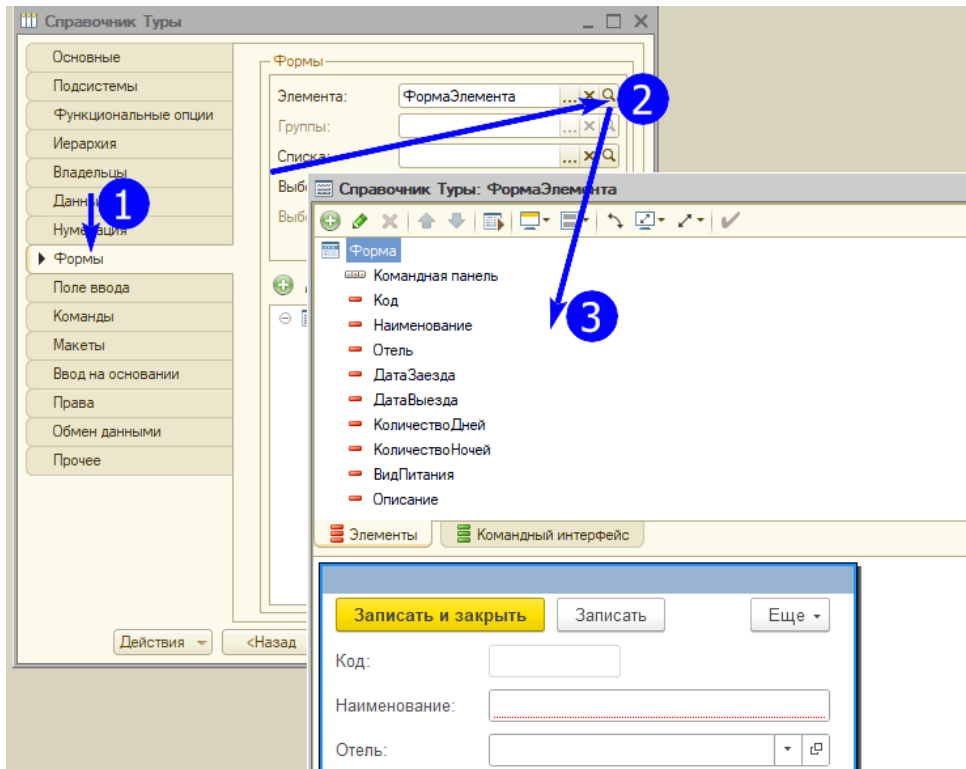 Справочник Туры
Основные
Подсистемы
Функциональные опции
Иерархия
Владельцы
Нумерация
Формы
Поле ввода
Команды
Макеты
Ввод на основании
Права
Обмен данными
Прочее
Формы
Элемента: ФормаЭлемента ...
Группы: ...
Списка: ...
1
2
3
Действия
<Назад
Справочник Туры: ФормаЭлемента
Форма
Командная панель
Код
Наименование
Отель
ДатаЗаезда
ДатаВыезда
КоличествоДней
КоличествоНочей
ВидПитания
Описание
Элементы
Командный интерфейс
Записать и закрыть
Записать
Еще
Код:
Наименование:
Отель: